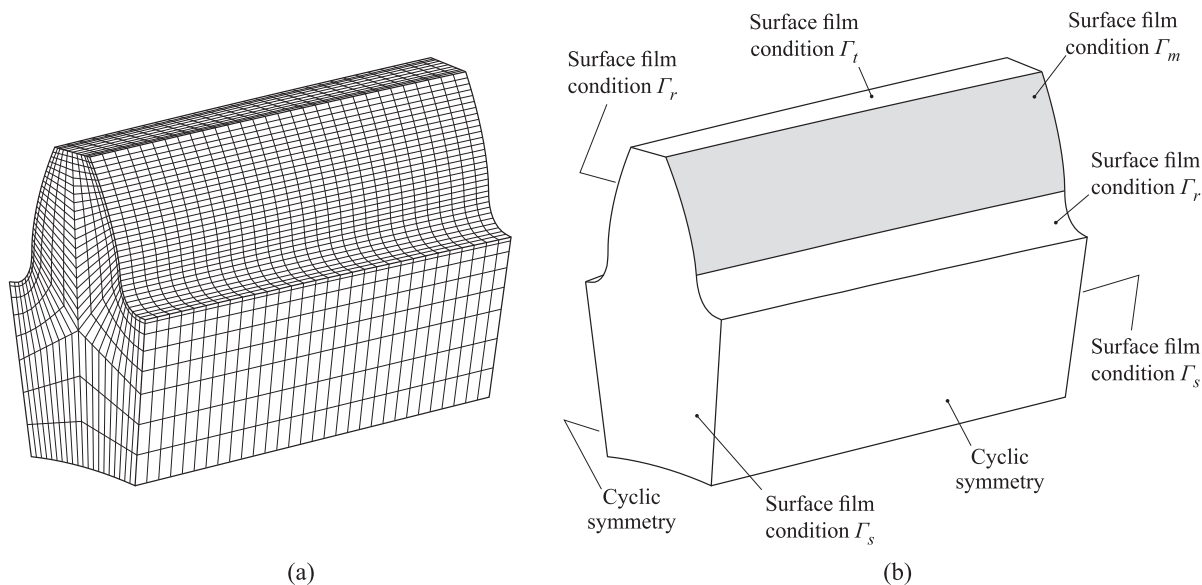 Surface film
condition Γt
Surface film
condition Γm
Surface film
condition Γr
Surface film
condition Γr
Surface film
condition Γs
Cyclic
symmetry
Cyclic
symmetry
Surface film
condition Γs
(a)
(b)